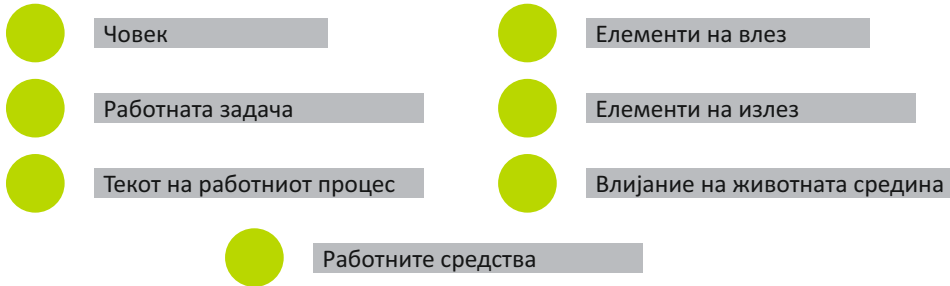 Човек
Елементи на влез
Работната задача
Елементи на излез
Текот на работниот процес
Влијание на животната средина
Работните средства